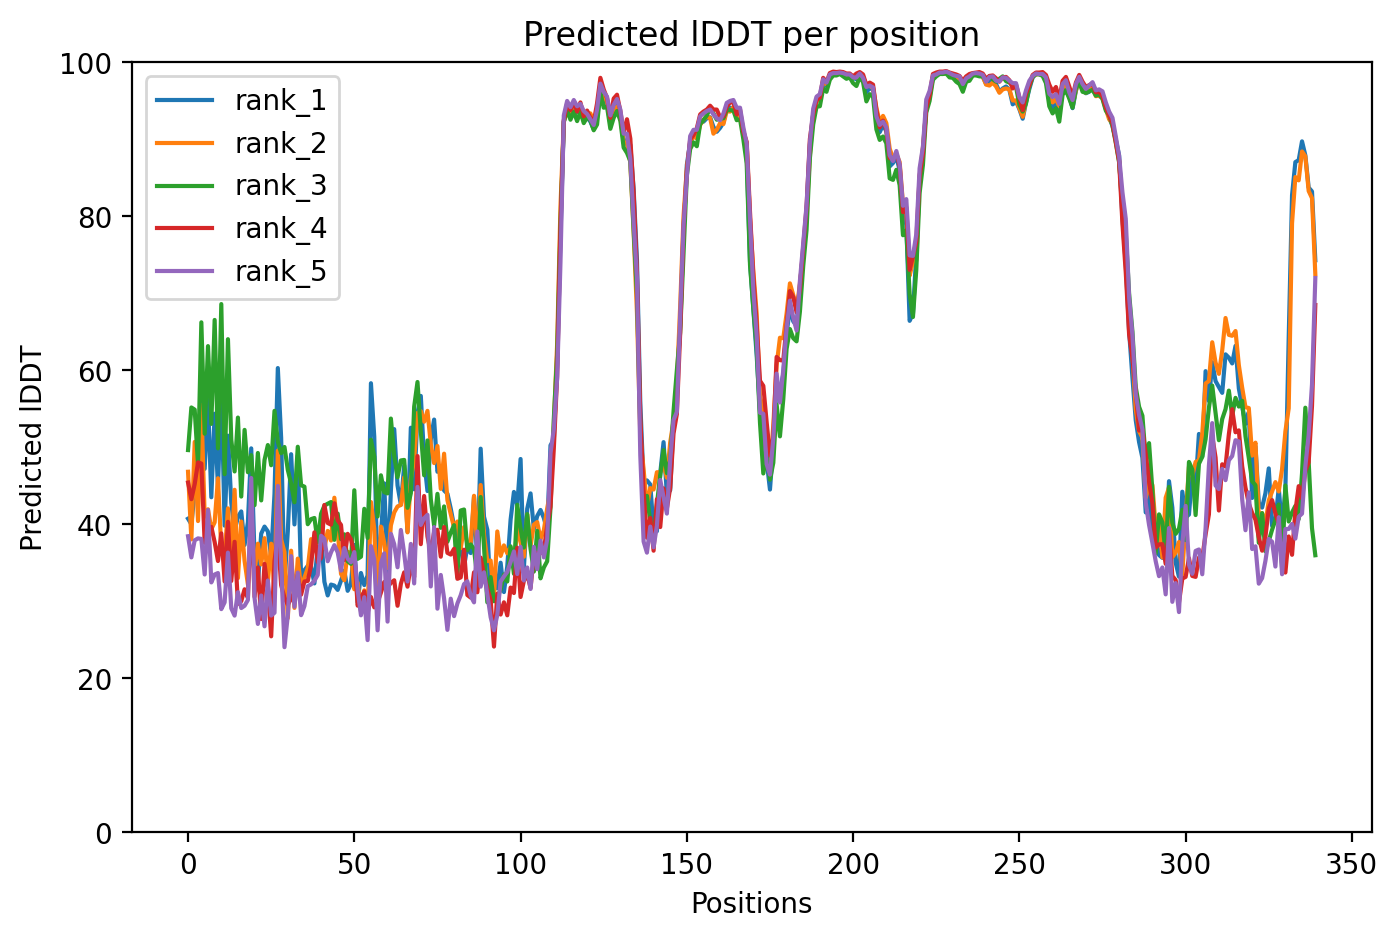 Predicted lDDT per position
100
80
60
40
20
0
Predicted lDDT
rank_1
rank_2
rank_3
rank_4
rank_5
0 50 100 150 200 250 300 350
Positions